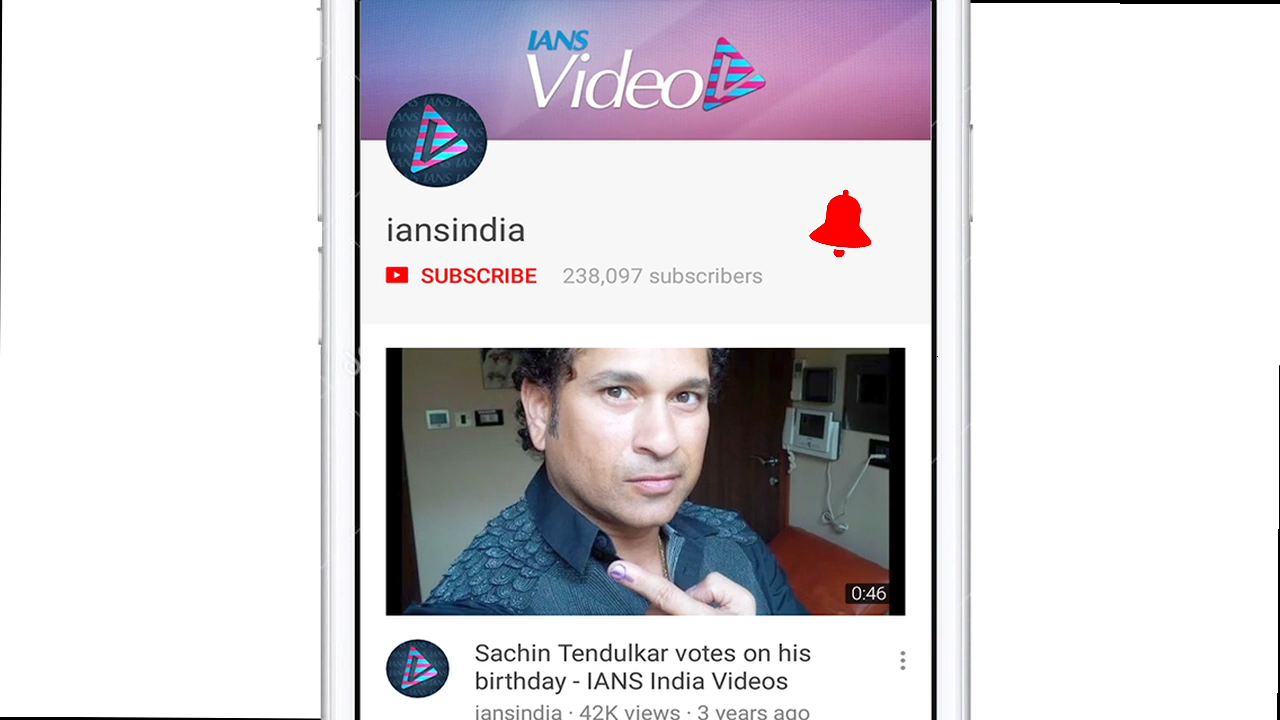 IANS
Video
iansindia
SUBSCRIBE 238,097 subscribers
0:46
Sachin Tendulkar votes on his
birthday - IANS India Videos
iansindia · 42K views · 3 years ago